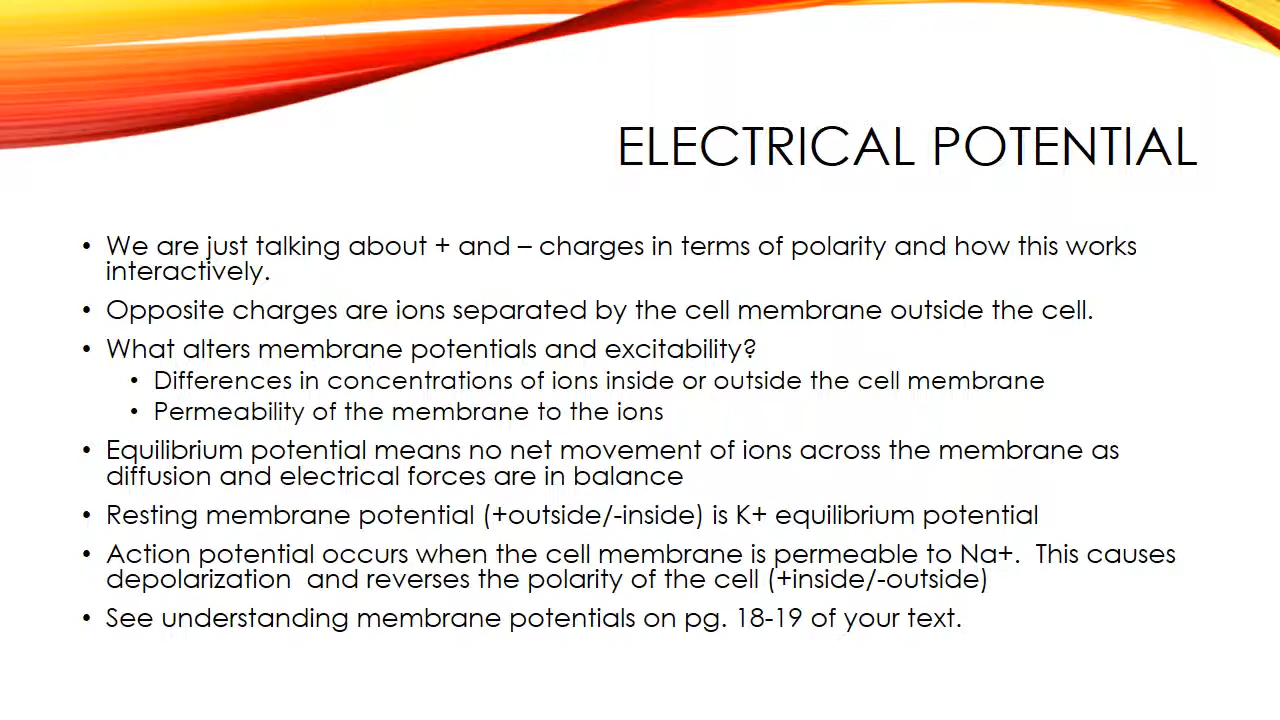 ELECTRICAL POTENTIAL
• We are just talking about + and – charges in terms of polarity and how this works
interactively.
• Opposite charges are ions separated by the cell membrane outside the cell.
• What alters membrane potentials and excitability?
• Differences in concentrations of ions inside or outside the cell membrane
• Permeability of the membrane to the ions
• Equilibrium potential means no net movement of ions across the membrane as
diffusion and electrical forces are in balance
• Resting membrane potential (+outside/-inside) is K+ equilibrium potential
• Action potential occurs when the cell membrane is permeable to Na+.  This causes
depolarization  and reverses the polarity of the cell (+inside/-outside)
• See understanding membrane potentials on pg. 18-19 of your text.